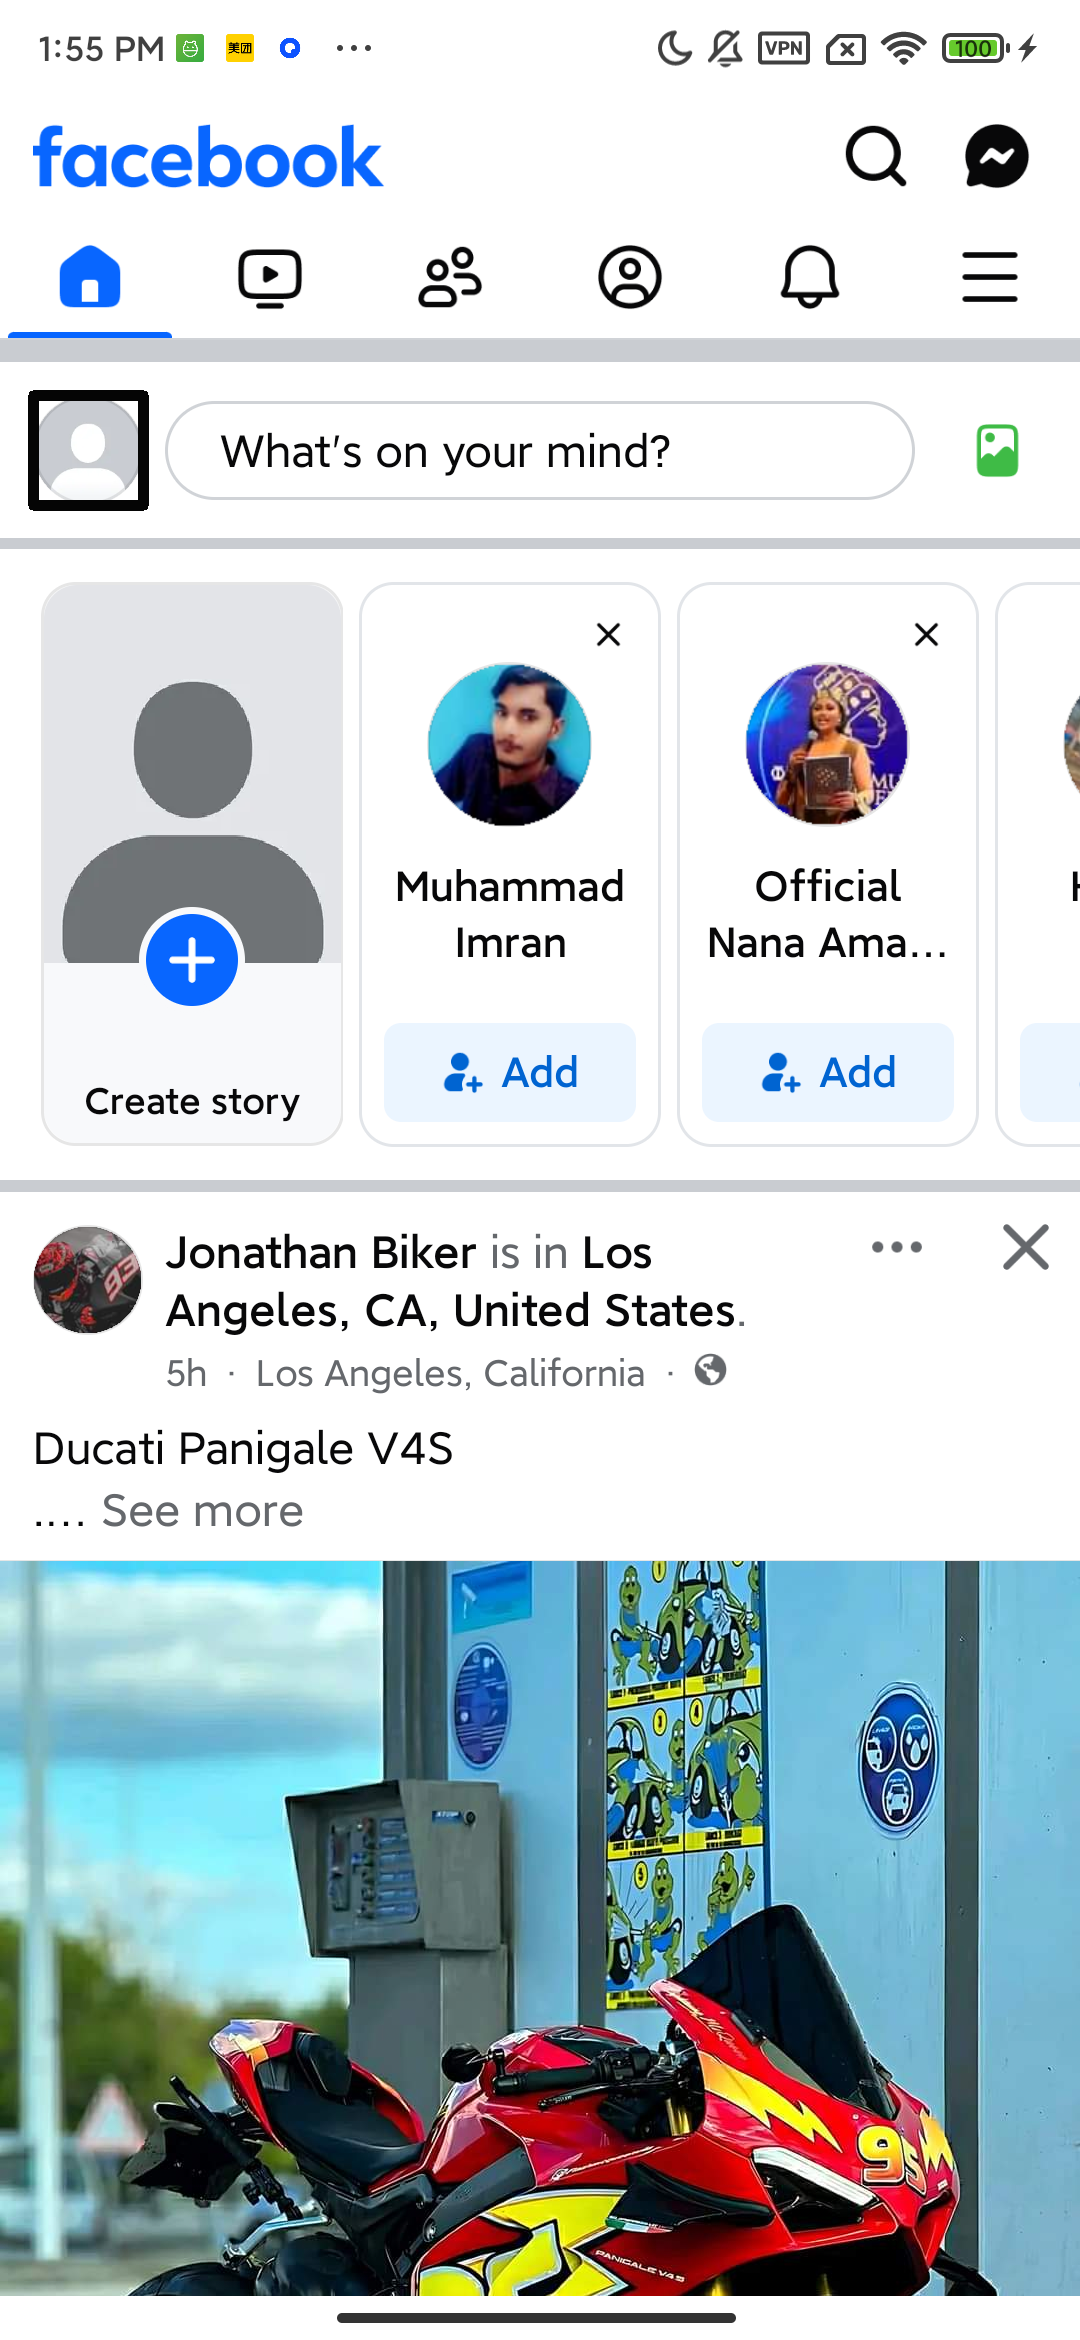 1:55 PM 美团 VPN 100
facebook
What's on your mind?
Create story
Muhammad
Imran
Add
Official
Nana Ama...
Add
Jonathan Biker is in Los
Angeles, CA, United States.
5h · Los Angeles, California ·
Ducati Panigale V4S
.... See more
93
95
PANIGALE V4S